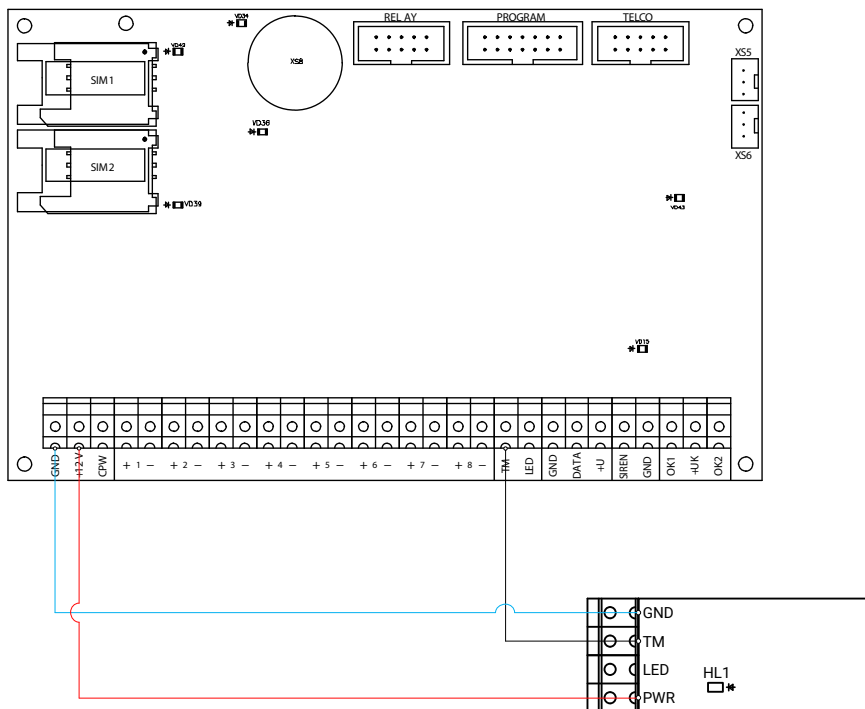 RELAY PROGRAM TELCO
VD34
VD40
XS8
XS5
SIM1
VD36
XS6
SIM2
VD39
VD43
VD15
GND +12 V CPW + 1 - + 2 - + 3 - + 4 - + 5 - + 6 - + 7 - + 8 - TM LED GND DATA +U SIREN GND OK1 +UK OK2
GND
TM
LED
HL1
PWR